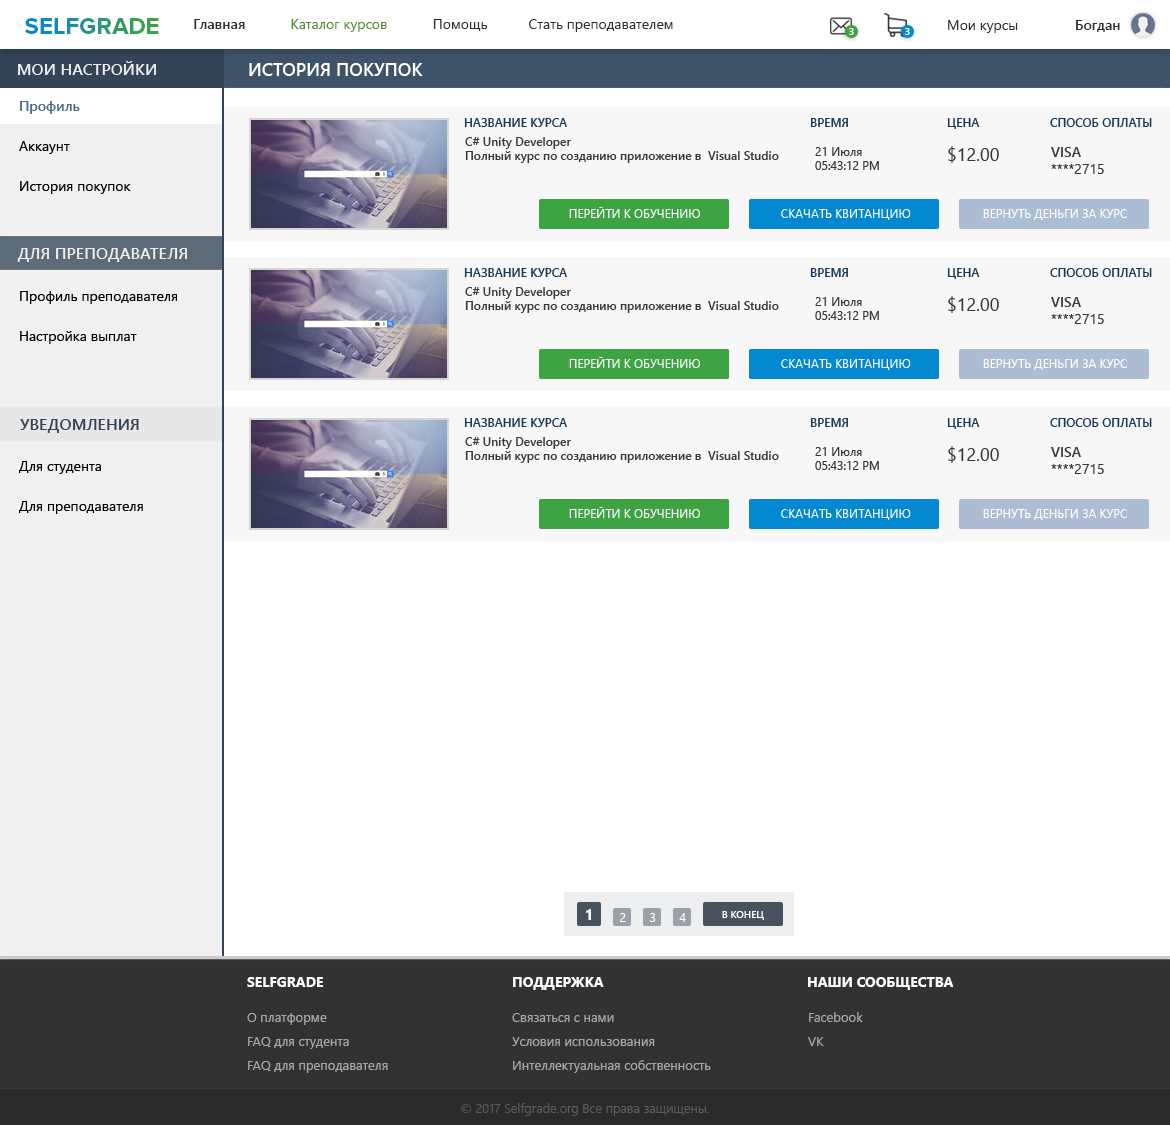 SELFGRADE Главная Каталог курсов Помощь Стать преподавателем 3 3 Мои курсы Богдан
МОИ НАСТРОЙКИ
Профиль
Аккаунт
История покупок
ДЛЯ ПРЕПОДАВАТЕЛЯ
Профиль преподавателя
Настройка выплат
УВЕДОМЛЕНИЯ
Для студента
Для преподавателя
ИСТОРИЯ ПОКУПОК
НАЗВАНИЕ КУРСА ВРЕМЯ ЦЕНА СПОСОБ ОПЛАТЫ
C# Unity Developer
Полный курс по созданию приложение в Visual Studio
21 Июля
05:43:12 PM
$12.00
VISA
****2715
ПЕРЕЙТИ К ОБУЧЕНИЮ СКАЧАТЬ КВИТАНЦИЮ ВЕРНУТЬ ДЕНЬГИ ЗА КУРС
НАЗВАНИЕ КУРСА ВРЕМЯ ЦЕНА СПОСОБ ОПЛАТЫ
C# Unity Developer
Полный курс по созданию приложение в Visual Studio
21 Июля
05:43:12 PM
$12.00
VISA
****2715
ПЕРЕЙТИ К ОБУЧЕНИЮ СКАЧАТЬ КВИТАНЦИЮ ВЕРНУТЬ ДЕНЬГИ ЗА КУРС
НАЗВАНИЕ КУРСА ВРЕМЯ ЦЕНА СПОСОБ ОПЛАТЫ
C# Unity Developer
Полный курс по созданию приложение в Visual Studio
21 Июля
05:43:12 PM
$12.00
VISA
****2715
ПЕРЕЙТИ К ОБУЧЕНИЮ СКАЧАТЬ КВИТАНЦИЮ ВЕРНУТЬ ДЕНЬГИ ЗА КУРС
1 2 3 4 В КОНЕЦ
SELFGRADE
О платформе
FAQ для студента
FAQ для преподавателя
ПОДДЕРЖКА
Связаться с нами
Условия использования
Интеллектуальная собственность
НАШИ СООБЩЕСТВА
Facebook
VK
© 2017 Selfgrade.org Все права защищены.